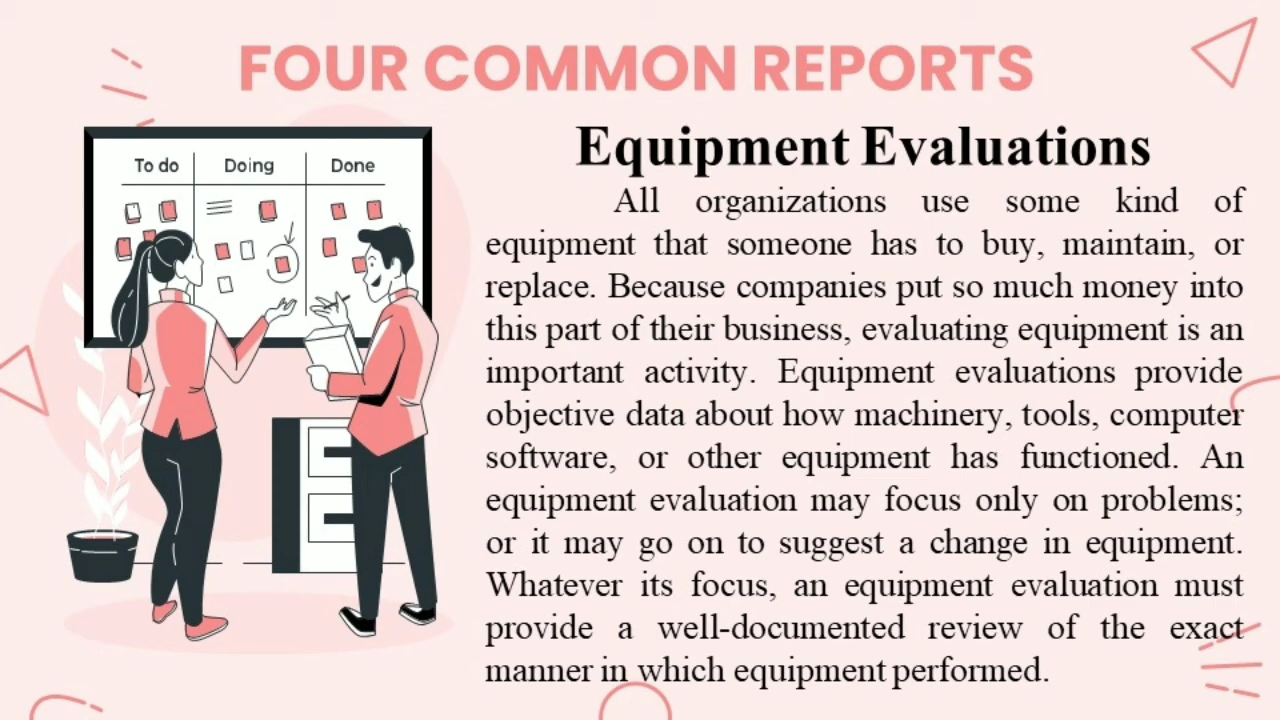 FOUR COMMON REPORTS
To do Doing Done
Equipment Evaluations
All organizations use some kind of
equipment that someone has to buy, maintain, or
replace. Because companies put so much money into
this part of their business, evaluating equipment is an
important activity. Equipment evaluations provide
objective data about how machinery, tools, computer
software, or other equipment has functioned. An
equipment evaluation may focus only on problems;
or it may go on to suggest a change in equipment.
Whatever its focus, an equipment evaluation must
provide a well-documented review of the exact
manner in which equipment performed.